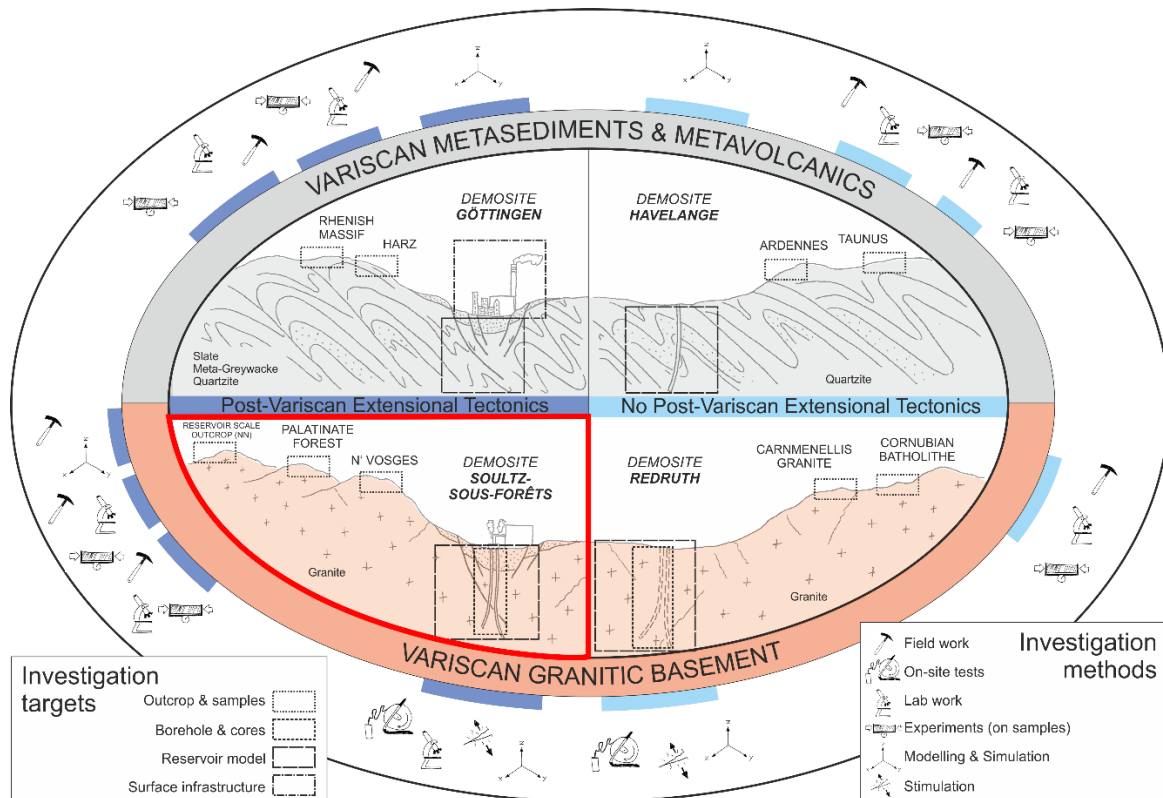 VARISCAN METASEDIMENTS & METAVOLCANICS
DEMOSITE
GÖTTINGEN
DEMOSITE
HAVELANGE
RHENISH
MASSIF
HARZ
ARDENNES
TAUNUS
Slate
Meta-Greywacke
Quartzite
Quartzite
Post-Variscan Extensional Tectonics
No Post-Variscan Extensional Tectonics
RESERVOIR SCALE
OUTCROP (NN)
PALATINATE
FOREST
N' VOSGES
DEMOSITE
SOULTZ-
SOUS-FORÊTS
DEMOSITE
REDRUTH
CARNMENELLIS
GRANITE
CORNUBIAN
BATHOLITHE
Granite
Granite
VARISCAN GRANITIC BASEMENT
Investigation
targets
Outcrop & samples
Borehole & cores
Reservoir model
Surface infrastructure
Investigation
methods
Field work
On-site tests
Lab work
Experiments (on samples)
Modelling & Simulation
Stimulation
z
x
y
z
x
y
z
x
y
z
x
y
z
x
y